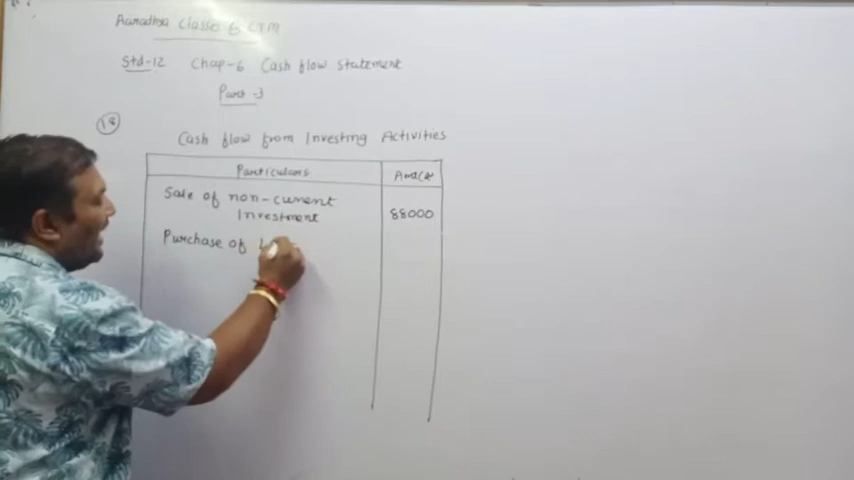 Aaradhya Classes & CTM
Std-12 Chap-6 Cash flow statement
Part-3
18
Cash flow from Investing Activities
Particulars Amt(₹)
Sale of non-current
Investment 88000
Purchase of